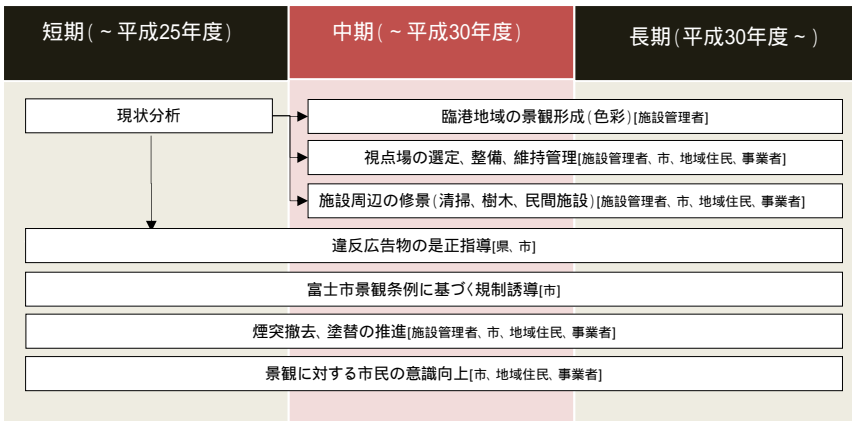 短期(~平成25年度)
中期(~平成30年度)
長期(平成30年度~)
現状分析
臨港地域の景観形成(色彩)[施設管理者]
視点場の選定、整備、維持管理[施設管理者、市、地域住民、事業者]
施設周辺の修景(清掃、樹木、民間施設)[施設管理者、市、地域住民、事業者]
違反広告物の是正指導[県、市]
富士市景観条例に基づく規制誘導[市]
煙突撤去、塗替の推進[施設管理者、市、地域住民、事業者]
景観に対する市民の意識向上[市、地域住民、事業者]